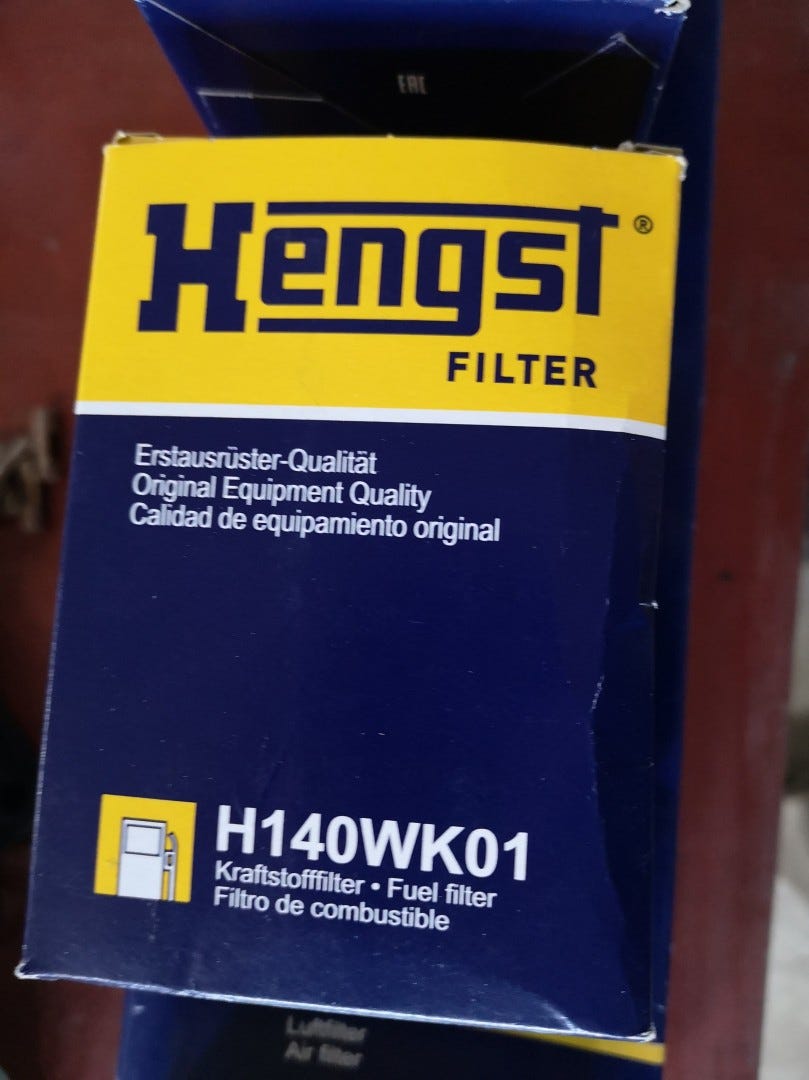 EAC
Hengst®
FILTER
Erstausrüster-Qualität
Original Equipment Quality
Calidad de equipamiento original
H140WK01
Kraftstofffilter • Fuel filter
Filtro de combustible
Luftfilter
Air filter